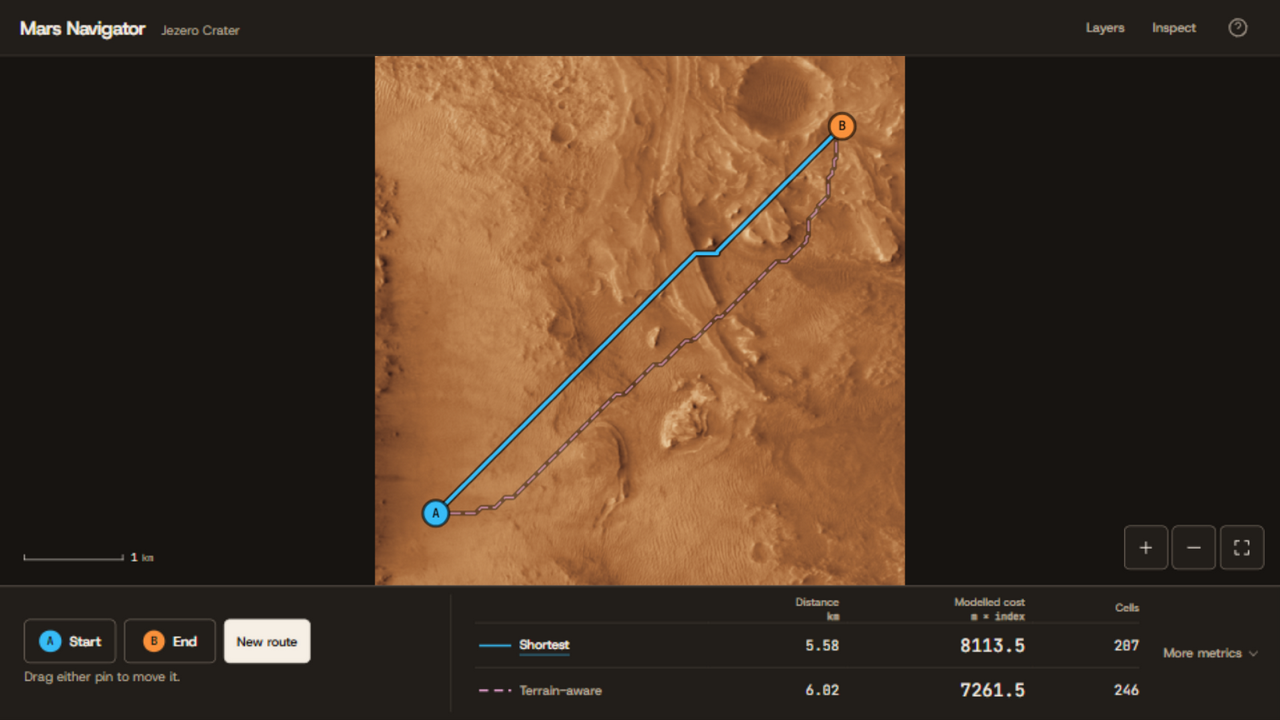 Mars Navigator Jezero Crater Layers Inspect ?
B
A
1 km
+ −
Distance Modelled cost Cells
km m × index
A Start B End New route
Shortest 5.58 8113.5 207
More metrics
Drag either pin to move it.
Terrain-aware 6.02 7261.5 246